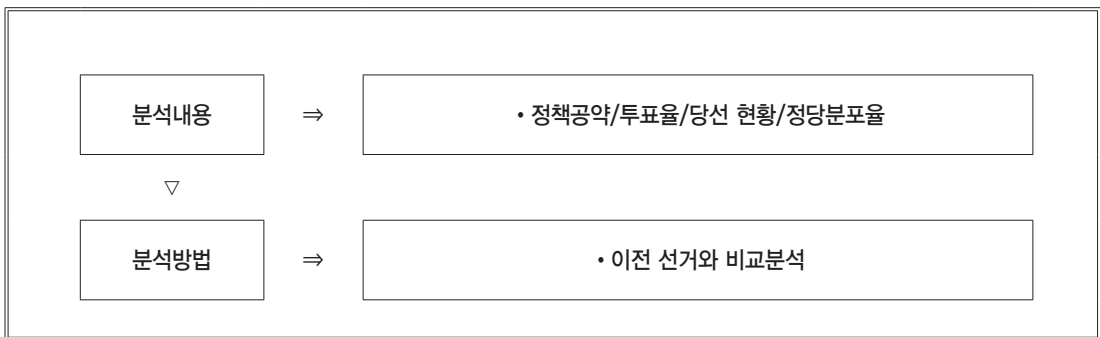 분석내용 ⇒ • 정책공약/투표율/당선 현황/정당분포율
▽
분석방법 ⇒ • 이전 선거와 비교분석